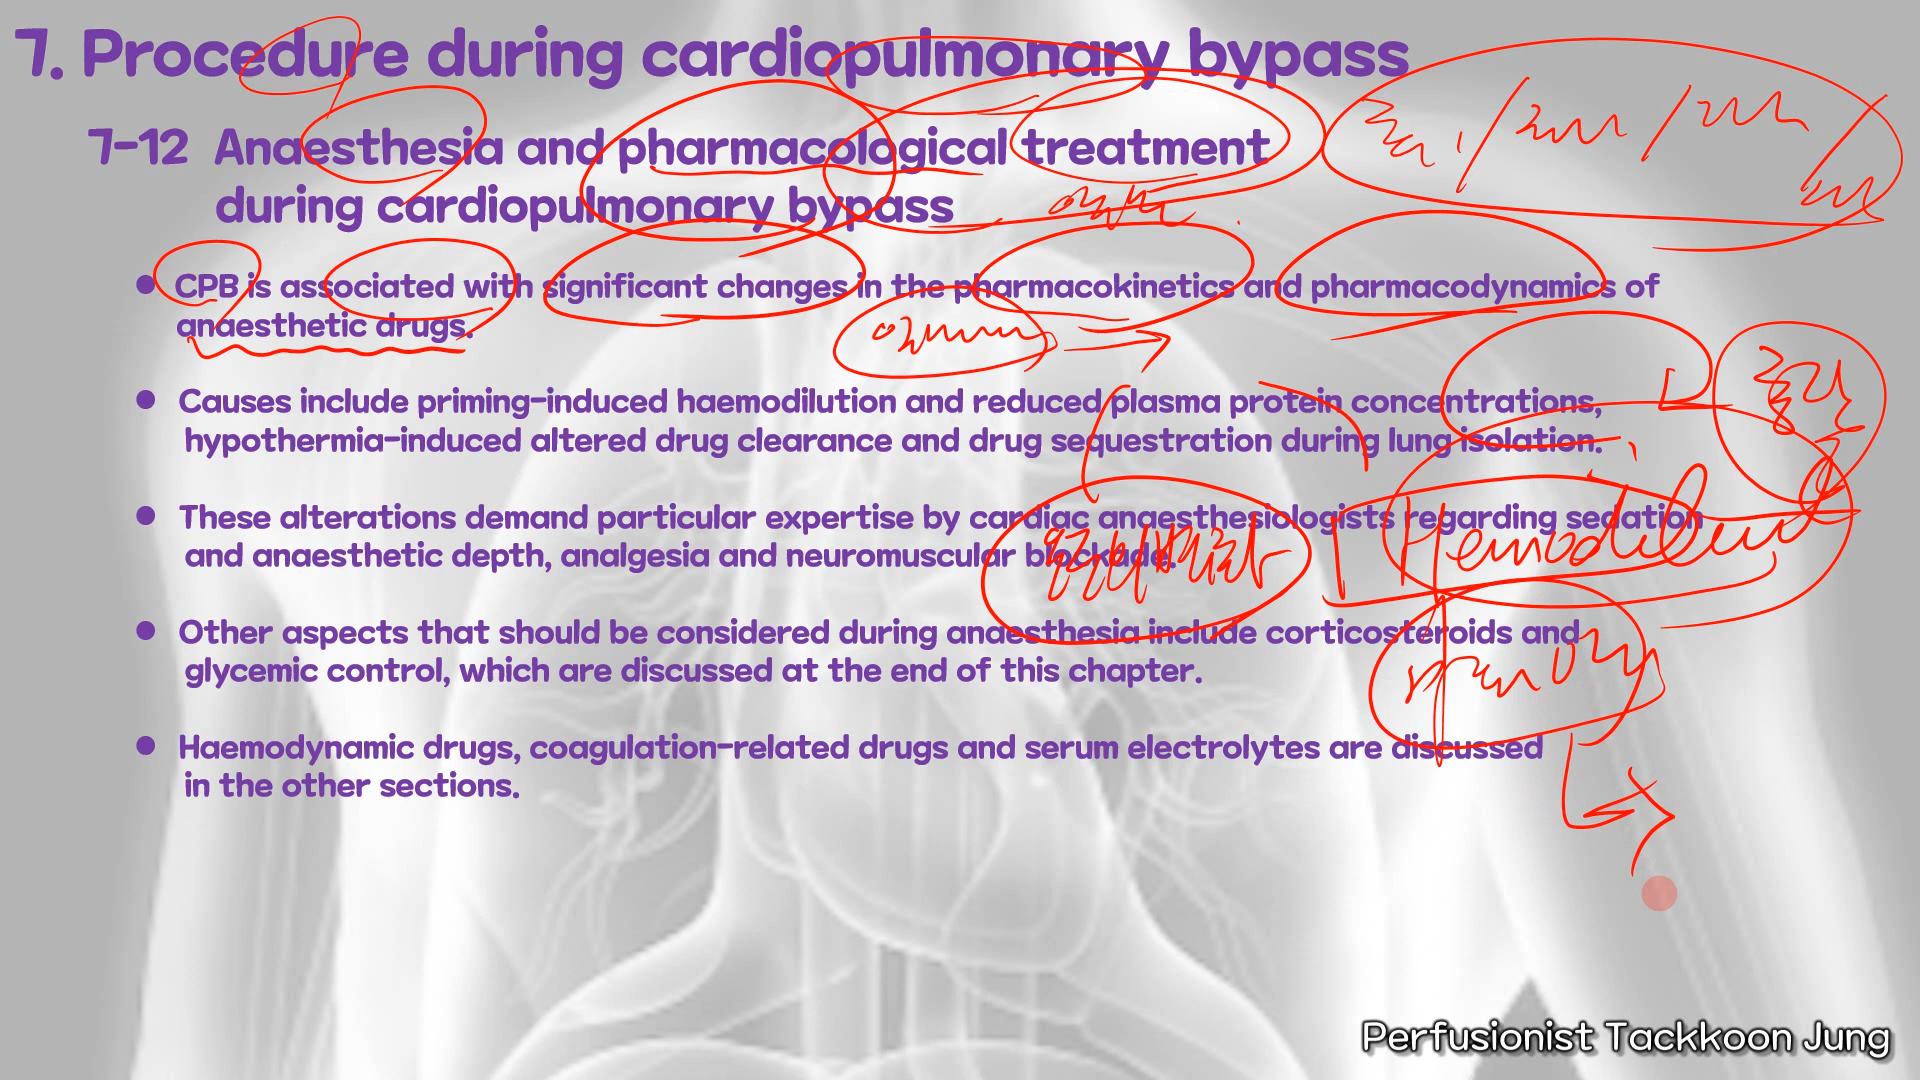 7. Procedure during cardiopulmonary bypass
7-12 Anaesthesia and pharmacological treatment
during cardiopulmonary bypass
● CPB is associated with significant changes in the pharmacokinetics and pharmacodynamics of
anaesthetic drugs.
● Causes include priming-induced haemodilution and reduced plasma protein concentrations,
hypothermia-induced altered drug clearance and drug sequestration during lung isolation.
● These alterations demand particular expertise by cardiac anaesthesiologists regarding sedation
and anaesthetic depth, analgesia and neuromuscular blockade.
● Other aspects that should be considered during anaesthesia include corticosteroids and
glycemic control, which are discussed at the end of this chapter.
● Haemodynamic drugs, coagulation-related drugs and serum electrolytes are discussed
in the other sections.
Perfusionist Tackkoon Jung